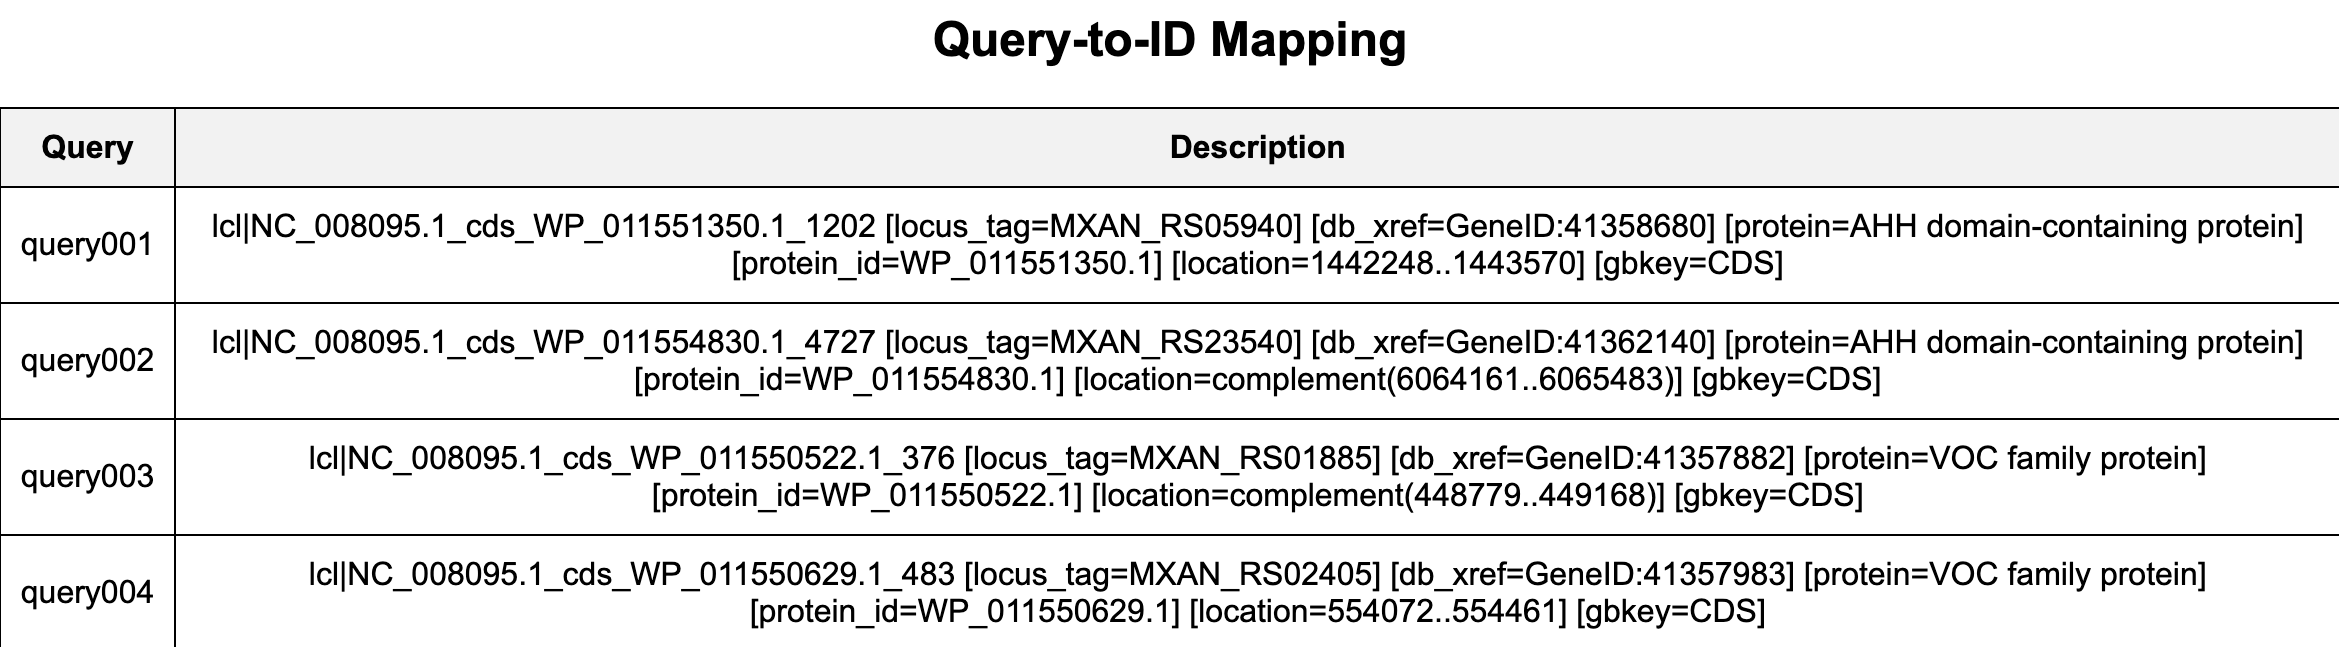 Query-to-ID Mapping
Query
Description
query001
lcl|NC_008095.1_cds_WP_011551350.1_1202 [locus_tag=MXAN_RS05940] [db_xref=GeneID:41358680] [protein=AHH domain-containing protein]
[protein_id=WP_011551350.1] [location=1442248..1443570] [gbkey=CDS]
query002
lcl|NC_008095.1_cds_WP_011554830.1_4727 [locus_tag=MXAN_RS23540] [db_xref=GeneID:41362140] [protein=AHH domain-containing protein]
[protein_id=WP_011554830.1] [location=complement(6064161..6065483)] [gbkey=CDS]
query003
lcl|NC_008095.1_cds_WP_011550522.1_376 [locus_tag=MXAN_RS01885] [db_xref=GeneID:41357882] [protein=VOC family protein]
[protein_id=WP_011550522.1] [location=complement(448779..449168)] [gbkey=CDS]
query004
lcl|NC_008095.1_cds_WP_011550629.1_483 [locus_tag=MXAN_RS02405] [db_xref=GeneID:41357983] [protein=VOC family protein]
[protein_id=WP_011550629.1] [location=554072..554461] [gbkey=CDS]